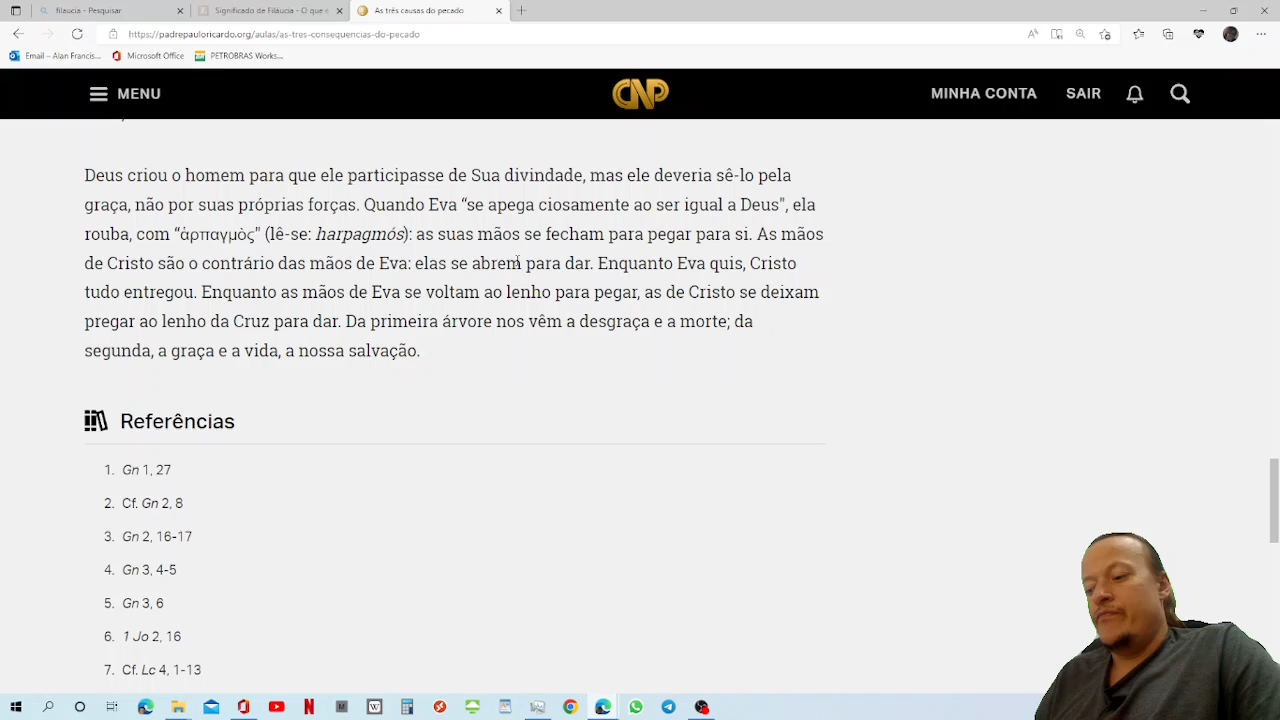 filaucia - Pesquisar
Significado de Filáucia - O que é
As três causas do pecado
https://padrepauloricardo.org/aulas/as-tres-consequencias-do-pecado
Email – Alan Francis...
Microsoft Office
PETROBRAS Works...
MENU
CNP
MINHA CONTA
SAIR
Deus criou o homem para que ele participasse de Sua divindade, mas ele deveria sê-lo pela
graça, não por suas próprias forças. Quando Eva “se apega ciosamente ao ser igual a Deus", ela
rouba, com “ἁρπαγμὸς” (lê-se: harpagmós): as suas mãos se fecham para pegar para si. As mãos
de Cristo são o contrário das mãos de Eva: elas se abrem para dar. Enquanto Eva quis, Cristo
tudo entregou. Enquanto as mãos de Eva se voltam ao lenho para pegar, as de Cristo se deixam
pregar ao lenho da Cruz para dar. Da primeira árvore nos vêm a desgraça e a morte; da
segunda, a graça e a vida, a nossa salvação.
Referências
1. Gn 1, 27
2. Cf. Gn 2, 8
3. Gn 2, 16-17
4. Gn 3, 4-5
5. Gn 3, 6
6. 1 Jo 2, 16
7. Cf. Lc 4, 1-13